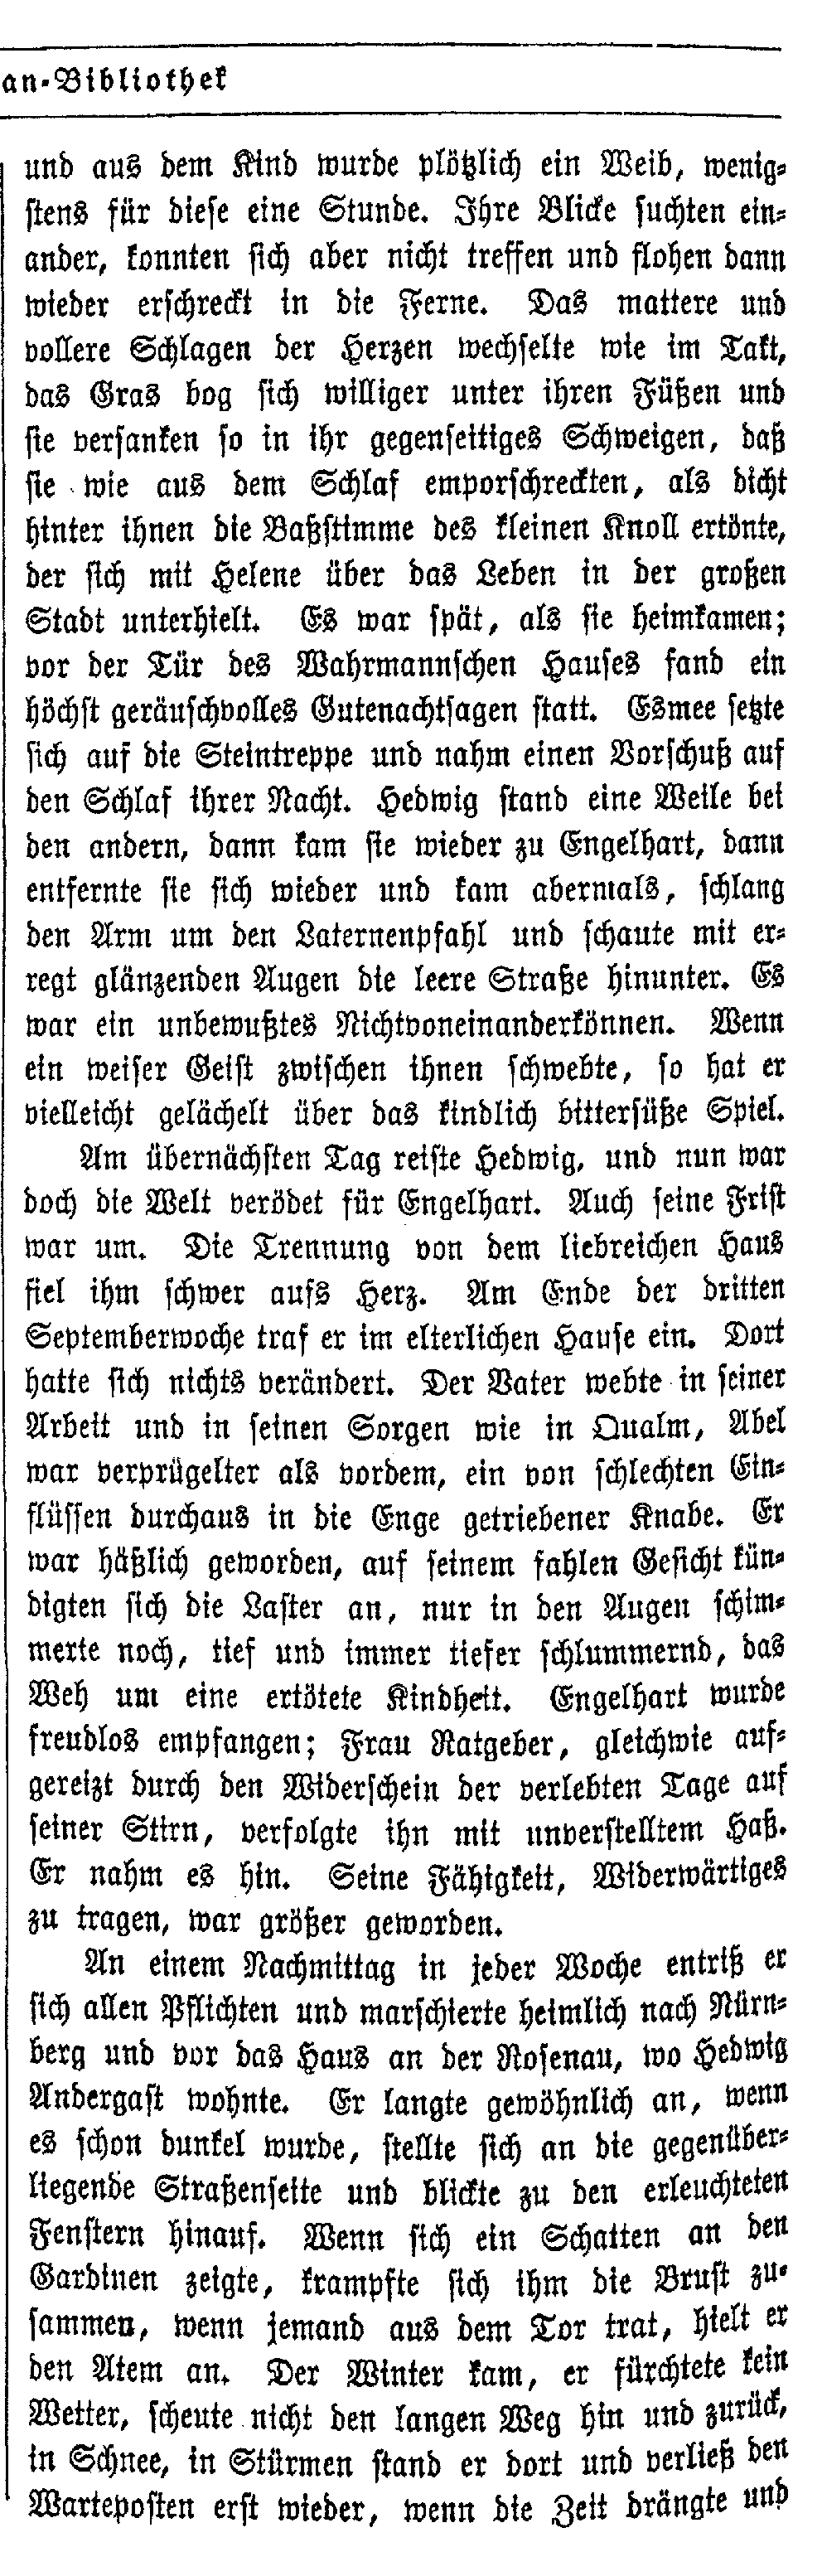 an-Bibliothek
und aus dem Kind wurde plötzlich ein Weib, wenig-
stens für diese eine Stunde. Ihre Blicke suchten ein-
ander, konnten sich aber nicht treffen und flohen dann
wieder erschreckt in die Ferne. Das mattere und
vollere Schlagen der Herzen wechselte wie im Takt,
das Gras bog sich williger unter ihren Füßen und
sie versanken so in ihr gegenseitiges Schweigen, daß
sie wie aus dem Schlaf emporschreckten, als dicht
hinter ihnen die Baßstimme des kleinen Knoll ertönte,
der sich mit Helene über das Leben in der großen
Stadt unterhielt. Es war spät, als sie heimkamen;
vor der Tür des Wahrmannschen Hauses fand ein
höchst geräuschvolles Gutenachtsagen statt. Esmee setzte
sich auf die Steintreppe und nahm einen Vorschuß auf
den Schlaf ihrer Nacht. Hedwig stand eine Weile bei
den andern, dann kam sie wieder zu Engelhart, dann
entfernte sie sich wieder und kam abermals, schlang
den Arm um den Laternenpfahl und schaute mit er-
regt glänzenden Augen die leere Straße hinunter. Es
war ein unbewußtes Nichtvoneinanderkönnen. Wenn
ein weiser Geist zwischen ihnen schwebte, so hat er
vielleicht gelächelt über das kindlich bittersüße Spiel.
Am übernächsten Tag reiste Hedwig, und nun war
doch die Welt verödet für Engelhart. Auch seine Frist
war um. Die Trennung von dem liebreichen Haus
fiel ihm schwer aufs Herz. Am Ende der dritten
Septemberwoche traf er im elterlichen Hause ein. Dort
hatte sich nichts verändert. Der Vater webte in seiner
Arbeit und in seinen Sorgen wie in Qualm, Abel
war verprügelter als vordem, ein von schlechten Ein-
flüssen durchaus in die Enge getriebener Knabe. Er
war häßlich geworden, auf seinem fahlen Gesicht kün-
digten sich die Laster an, nur in den Augen schim-
merte noch, tief und immer tiefer schlummernd, das
Weh um eine ertötete Kindheit. Engelhart wurde
freudlos empfangen; Frau Ratgeber, gleichwie auf-
gereizt durch den Widerschein der verlebten Tage auf
seiner Stirn, verfolgte ihn mit unverstelltem Haß.
Er nahm es hin. Seine Fähigkeit, Widerwärtiges
zu tragen, war größer geworden.
An einem Nachmittag in jeder Woche entriß er
sich allen Pflichten und marschierte heimlich nach Nürn-
berg und vor das Haus an der Rosenau, wo Hedwig
Andergast wohnte. Er langte gewöhnlich an, wenn
es schon dunkel wurde, stellte sich an die gegenüber-
liegende Straßenseite und blickte zu den erleuchteten
Fenstern hinauf. Wenn sich ein Schatten an den
Gardinen zeigte, krampfte sich ihm die Brust zu-
sammen, wenn jemand aus dem Tor trat, hielt er
den Atem an. Der Winter kam, er fürchtete kein
Wetter, scheute nicht den langen Weg hin und zurück,
in Schnee, in Stürmen stand er dort und verließ den
Warteposten erst wieder, wenn die Zeit drängte und